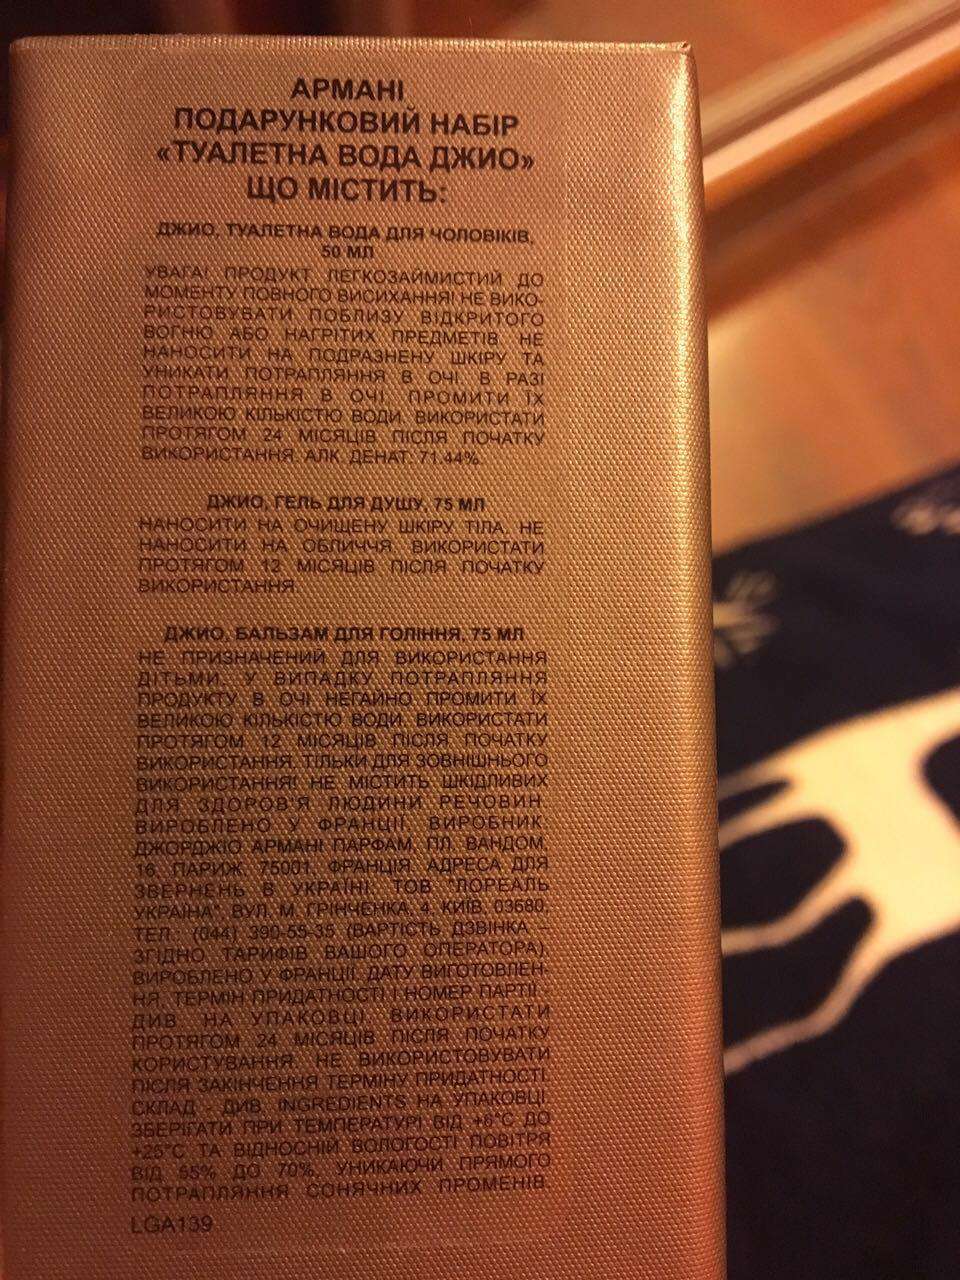 АРМАНІ
ПОДАРУНКОВИЙ НАБІР
«ТУАЛЕТНА ВОДА ДЖИО»
ЩО МІСТИТЬ:
ДЖИО, ТУАЛЕТНА ВОДА ДЛЯ ЧОЛОВІКІВ,
50 МЛ
УВАГА! ПРОДУКТ ЛЕГКОЗАЙМИСТИЙ ДО
МОМЕНТУ ПОВНОГО ВИСИХАННЯ! НЕ ВИКО-
РИСТОВУВАТИ ПОБЛИЗУ ВІДКРИТОГО
ВОГНЮ АБО НАГРІТИХ ПРЕДМЕТІВ. НЕ
НАНОСИТИ НА ПОДРАЗНЕНУ ШКІРУ ТА
УНИКАТИ ПОТРАПЛЯННЯ В ОЧІ. В РАЗІ
ПОТРАПЛЯННЯ В ОЧІ, ПРОМИТИ ЇХ
ВЕЛИКОЮ КІЛЬКІСТЮ ВОДИ. ВИКОРИСТАТИ
ПРОТЯГОМ 24 МІСЯЦІВ ПІСЛЯ ПОЧАТКУ
ВИКОРИСТАННЯ. АЛК. ДЕНАТ. 71.44%.
ДЖИО, ГЕЛЬ ДЛЯ ДУШУ, 75 МЛ
НАНОСИТИ НА ОЧИЩЕНУ ШКІРУ ТІЛА. НЕ
НАНОСИТИ НА ОБЛИЧЧЯ. ВИКОРИСТАТИ
ПРОТЯГОМ 12 МІСЯЦІВ ПІСЛЯ ПОЧАТКУ
ВИКОРИСТАННЯ.
ДЖИО, БАЛЬЗАМ ДЛЯ ГОЛІННЯ, 75 МЛ
НЕ ПРИЗНАЧЕНИЙ ДЛЯ ВИКОРИСТАННЯ
ДІТЬМИ. У ВИПАДКУ ПОТРАПЛЯННЯ
ПРОДУКТУ В ОЧІ НЕГАЙНО ПРОМИТИ ЇХ
ВЕЛИКОЮ КІЛЬКІСТЮ ВОДИ. ВИКОРИСТАТИ
ПРОТЯГОМ 12 МІСЯЦІВ ПІСЛЯ ПОЧАТКУ
ВИКОРИСТАННЯ. ТІЛЬКИ ДЛЯ ЗОВНІШНЬОГО
ВИКОРИСТАННЯ! НЕ МІСТИТЬ ШКІДЛИВИХ
ДЛЯ ЗДОРОВ'Я ЛЮДИНИ РЕЧОВИН.
ВИРОБЛЕНО У ФРАНЦІЇ. ВИРОБНИК:
ДЖОРДЖІО АРМАНІ ПАРФАМ, ПЛ. ВАНДОМ,
16, ПАРИЖ, 75001, ФРАНЦІЯ. АДРЕСА ДЛЯ
ЗВЕРНЕНЬ В УКРАЇНІ: ТОВ "ЛОРЕАЛЬ
УКРАЇНА", ВУЛ. М. ГРІНЧЕНКА, 4, КИЇВ, 03680,
ТЕЛ.: (044) 390-55-35 (ВАРТІСТЬ ДЗВІНКА –
ЗГІДНО ТАРИФІВ ВАШОГО ОПЕРАТОРА).
ВИРОБЛЕНО У ФРАНЦІЇ. ДАТУ ВИГОТОВЛЕН-
НЯ, ТЕРМІН ПРИДАТНОСТІ І НОМЕР ПАРТІЇ -
ДИВ. НА УПАКОВЦІ. ВИКОРИСТАТИ
ПРОТЯГОМ 24 МІСЯЦІВ ПІСЛЯ ПОЧАТКУ
КОРИСТУВАННЯ. НЕ ВИКОРИСТОВУВАТИ
ПІСЛЯ ЗАКІНЧЕННЯ ТЕРМІНУ ПРИДАТНОСТІ.
СКЛАД - ДИВ. INGREDIENTS НА УПАКОВЦІ.
ЗБЕРІГАТИ ПРИ ТЕМПЕРАТУРІ ВІД +5°С ДО
+25°С ТА ВІДНОСНІЙ ВОЛОГОСТІ ПОВІТРЯ
ВІД 55% ДО 70%, УНИКАЮЧИ ПРЯМОГО
ПОТРАПЛЯННЯ СОНЯЧНИХ ПРОМЕНІВ.
LGA139